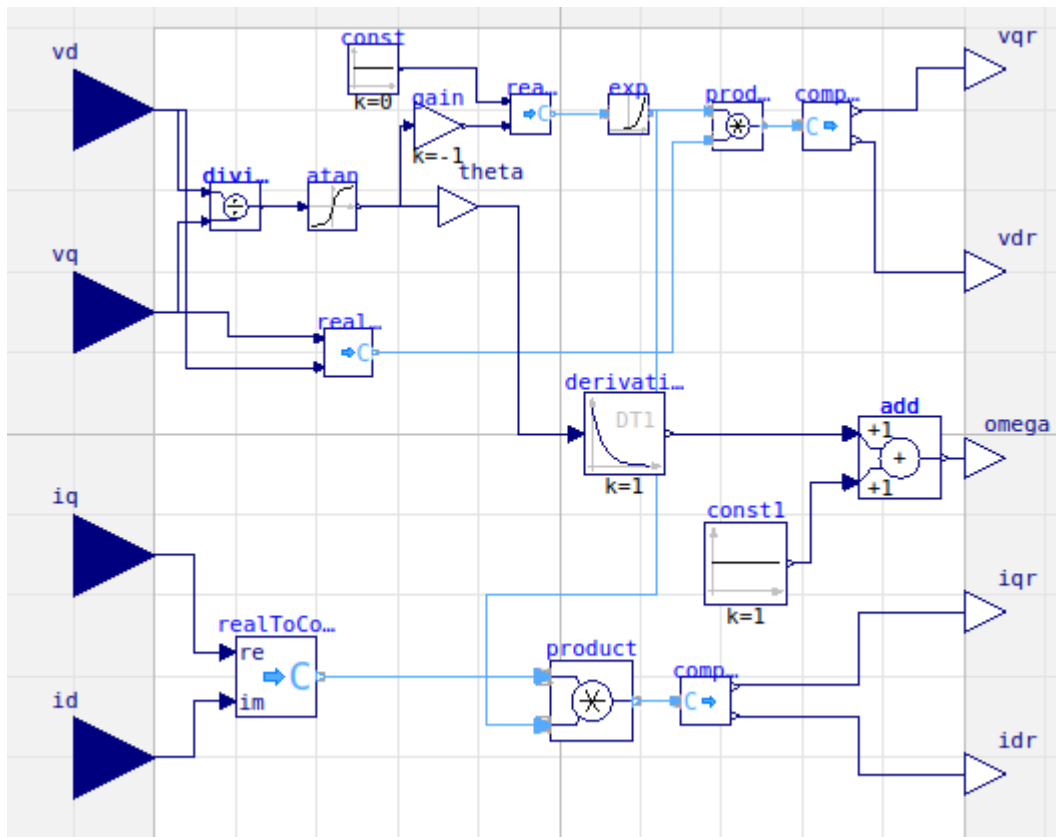 const
vd
vqr
k=0
gain
rea...
exp
prod...
comp...
k=-1
theta
divi...
atan
vq
vdr
real...
C
derivati...
DT1
k=1
add
+1
+
+1
omega
iq
const1
k=1
iqr
realToCo...
re
C
im
product
comp...
C
id
idr
C
C